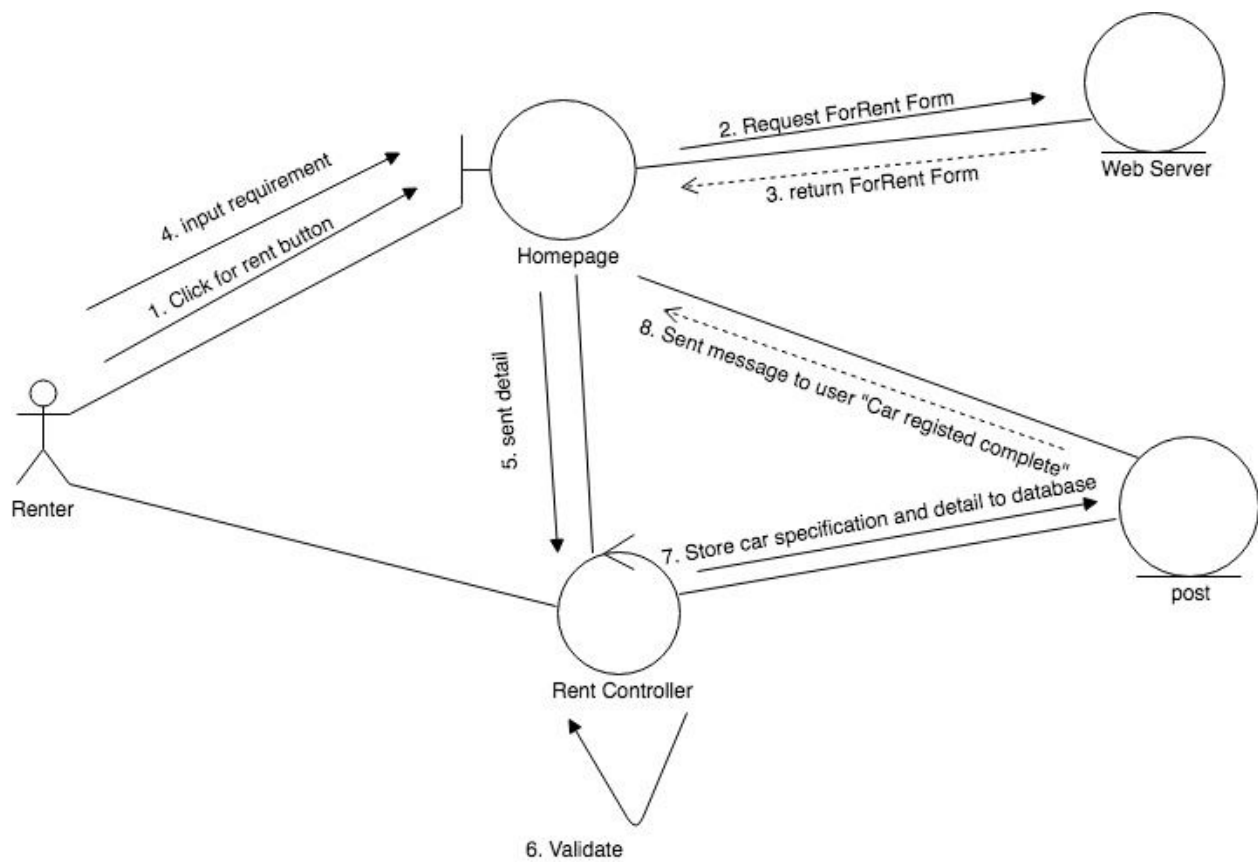 2. Request ForRent Form
Web Server
3. return ForRent Form
4. input requirement
1. Click for rent button
Homepage
8. Sent message to user "Car registed complete"
5. sent detail
Renter
7. Store car specification and detail to database
post
Rent Controller
6. Validate